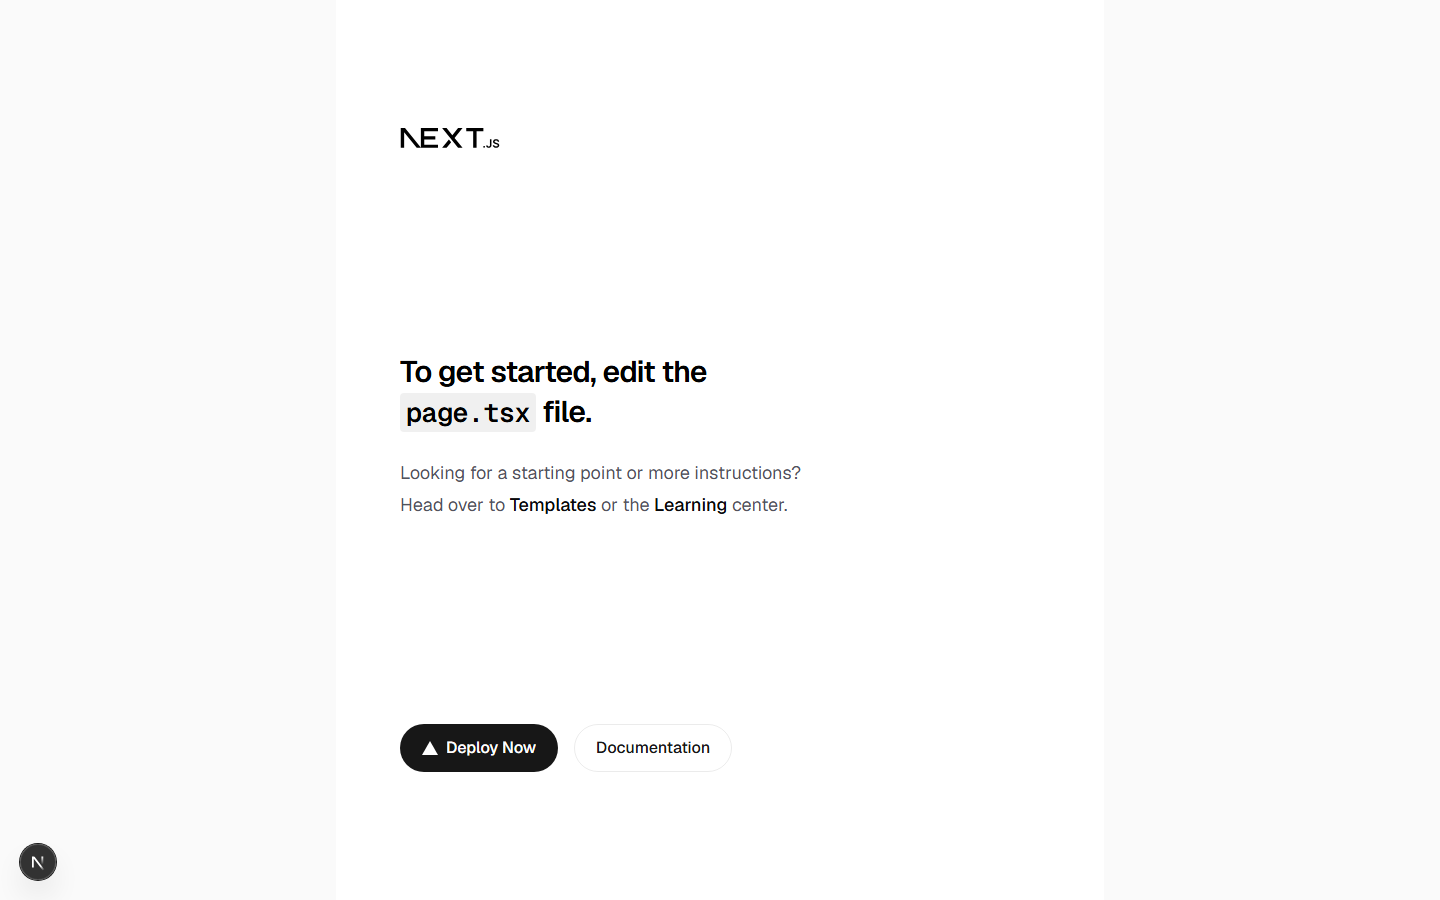 NEXT.JS
To get started, edit the
page.tsx file.
Looking for a starting point or more instructions?
Head over to Templates or the Learning center.
Deploy Now
Documentation
N